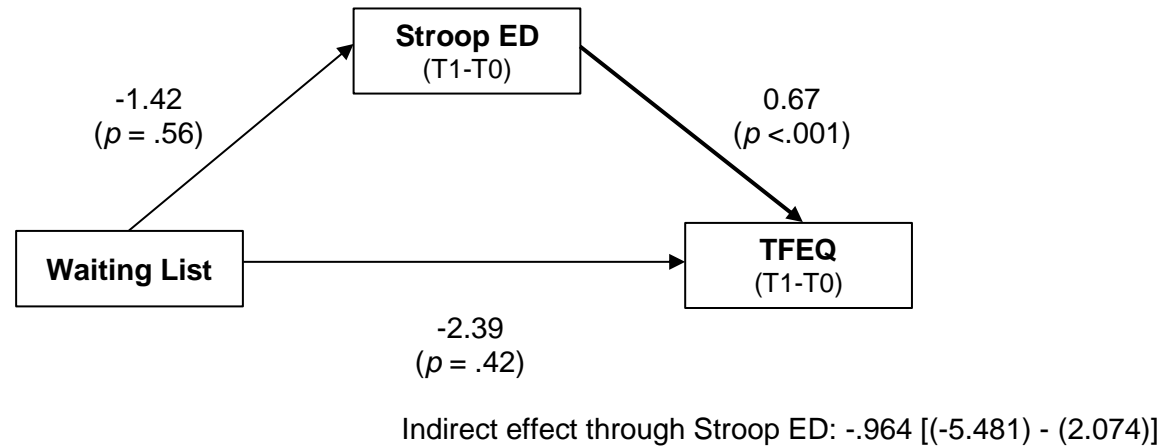 Stroop ED
(T1-T0)
-1.42
(p = .56)
0.67
(p <.001)
Waiting List
TFEQ
(T1-T0)
-2.39
(p = .42)
Indirect effect through Stroop ED: -.964 [(-5.481) - (2.074)]